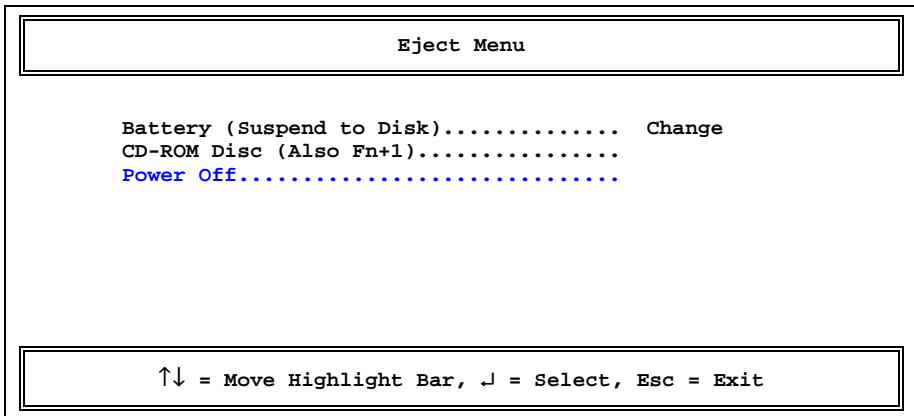 Eject Menu
Battery (Suspend to Disk).............. Change
CD-ROM Disc (Also Fn+1)................
Power Off..............................
↑↓ = Move Highlight Bar, ↵ = Select, Esc = Exit